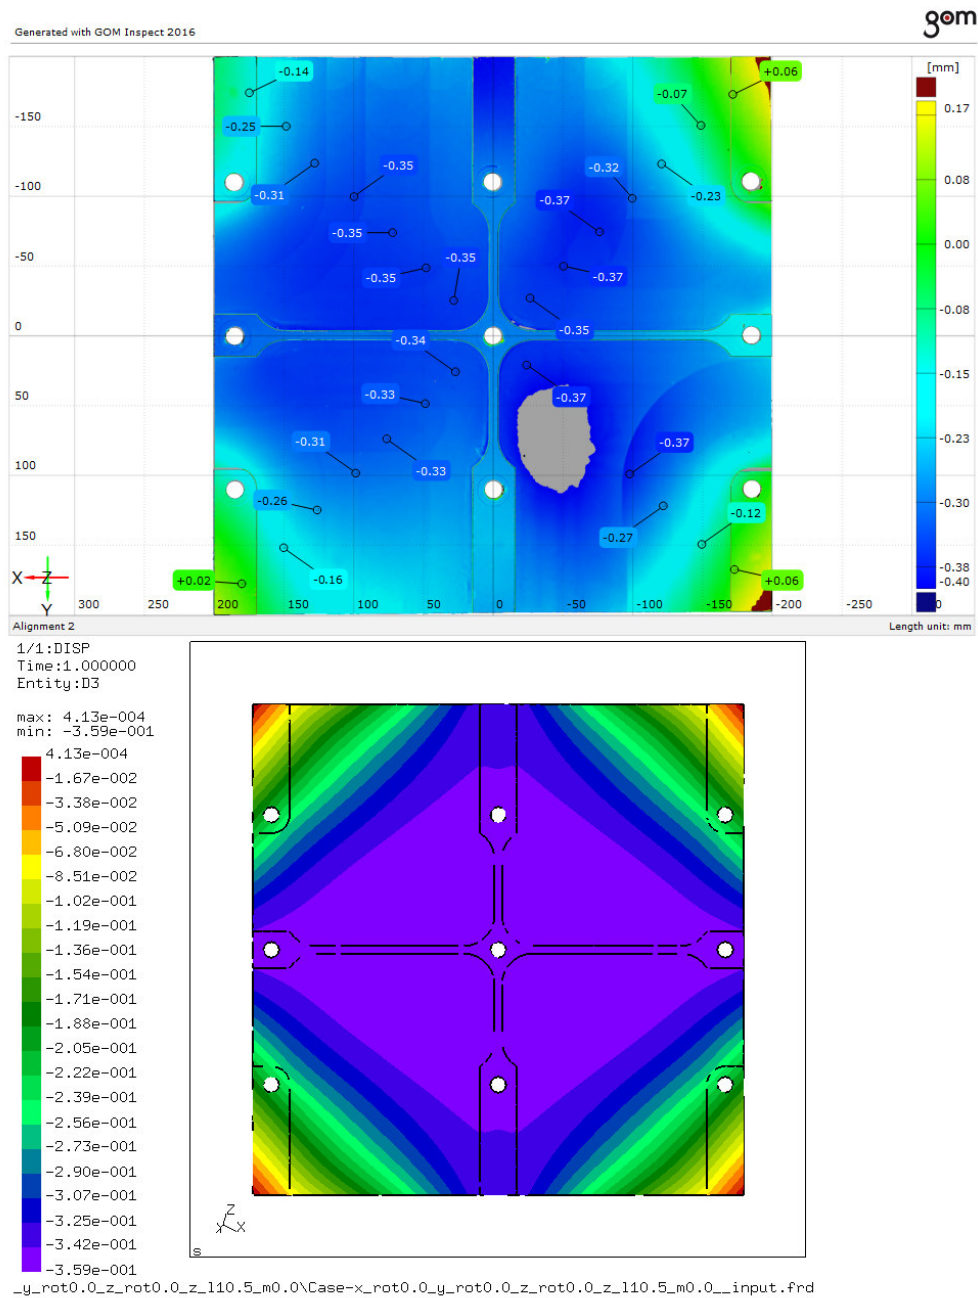 gom
Generated with GOM Inspect 2016
[mm]
-0.14
+0.06
0.17
-0.07
-150
-0.25
0.08
-0.35
-0.32
-100
-0.31
-0.23
-0.37
0.00
-0.35
-50
-0.35
-0.35
-0.37
-0.08
0
-0.35
-0.34
-0.15
50
-0.33
-0.37
-0.31
-0.37
-0.23
100
-0.33
-0.26
-0.30
-0.12
150
-0.27
-0.38
X
Z
+0.02
-0.16
+0.06
-0.40
Y
300 250 200 150 100 50 0 -50 -100 -150 -200 -250 0
Alignment 2
Length unit: mm
1/1:DISP
Time:1.000000
Entity:D3
max: 4.13e-004
min: -3.59e-001
4.13e-004
-1.67e-002
-3.38e-002
-5.09e-002
-6.80e-002
-8.51e-002
-1.02e-001
-1.19e-001
-1.36e-001
-1.54e-001
-1.71e-001
-1.88e-001
-2.05e-001
-2.22e-001
-2.39e-001
-2.56e-001
-2.73e-001
-2.90e-001
-3.07e-001
-3.25e-001
-3.42e-001
-3.59e-001
Z
Y
X
s
_y_rot0.0_z_rot0.0_z_l10.5_m0.0\Case-x_rot0.0_y_rot0.0_z_rot0.0_z_l10.5_m0.0__input.frd